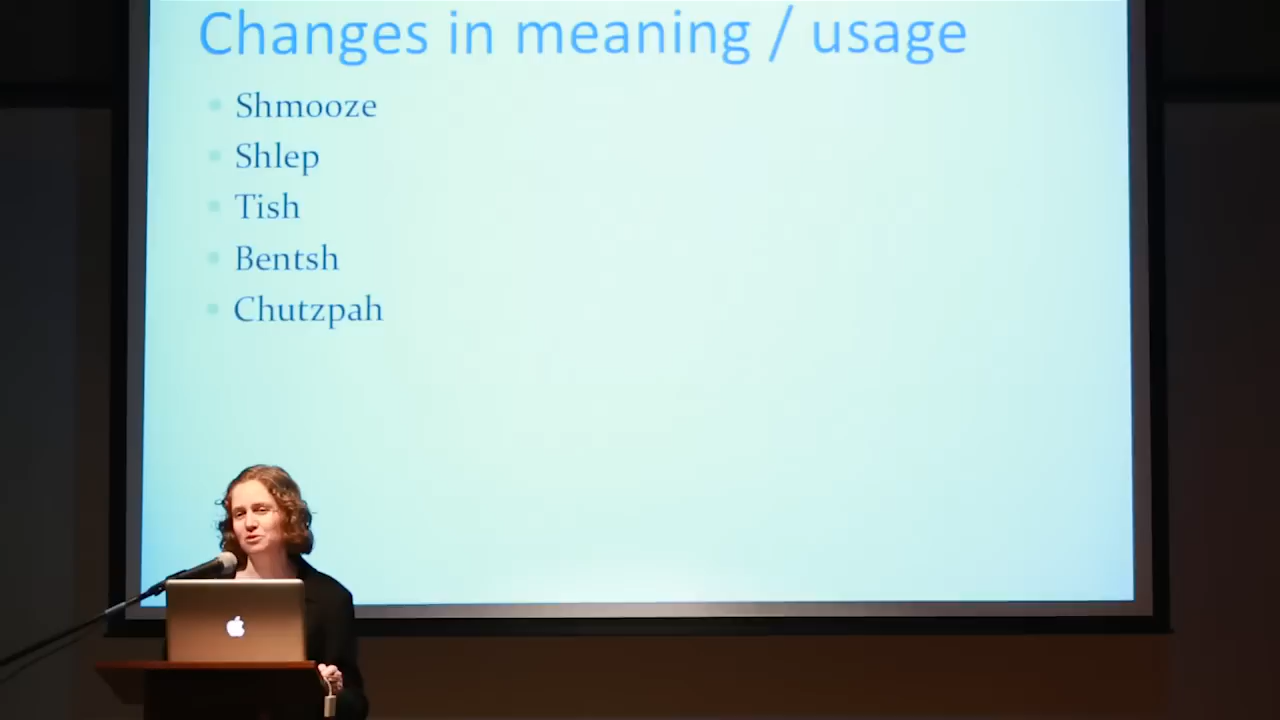 Changes in meaning / usage
Shmooze
Shlep
Tish
Bentsh
Chutzpah